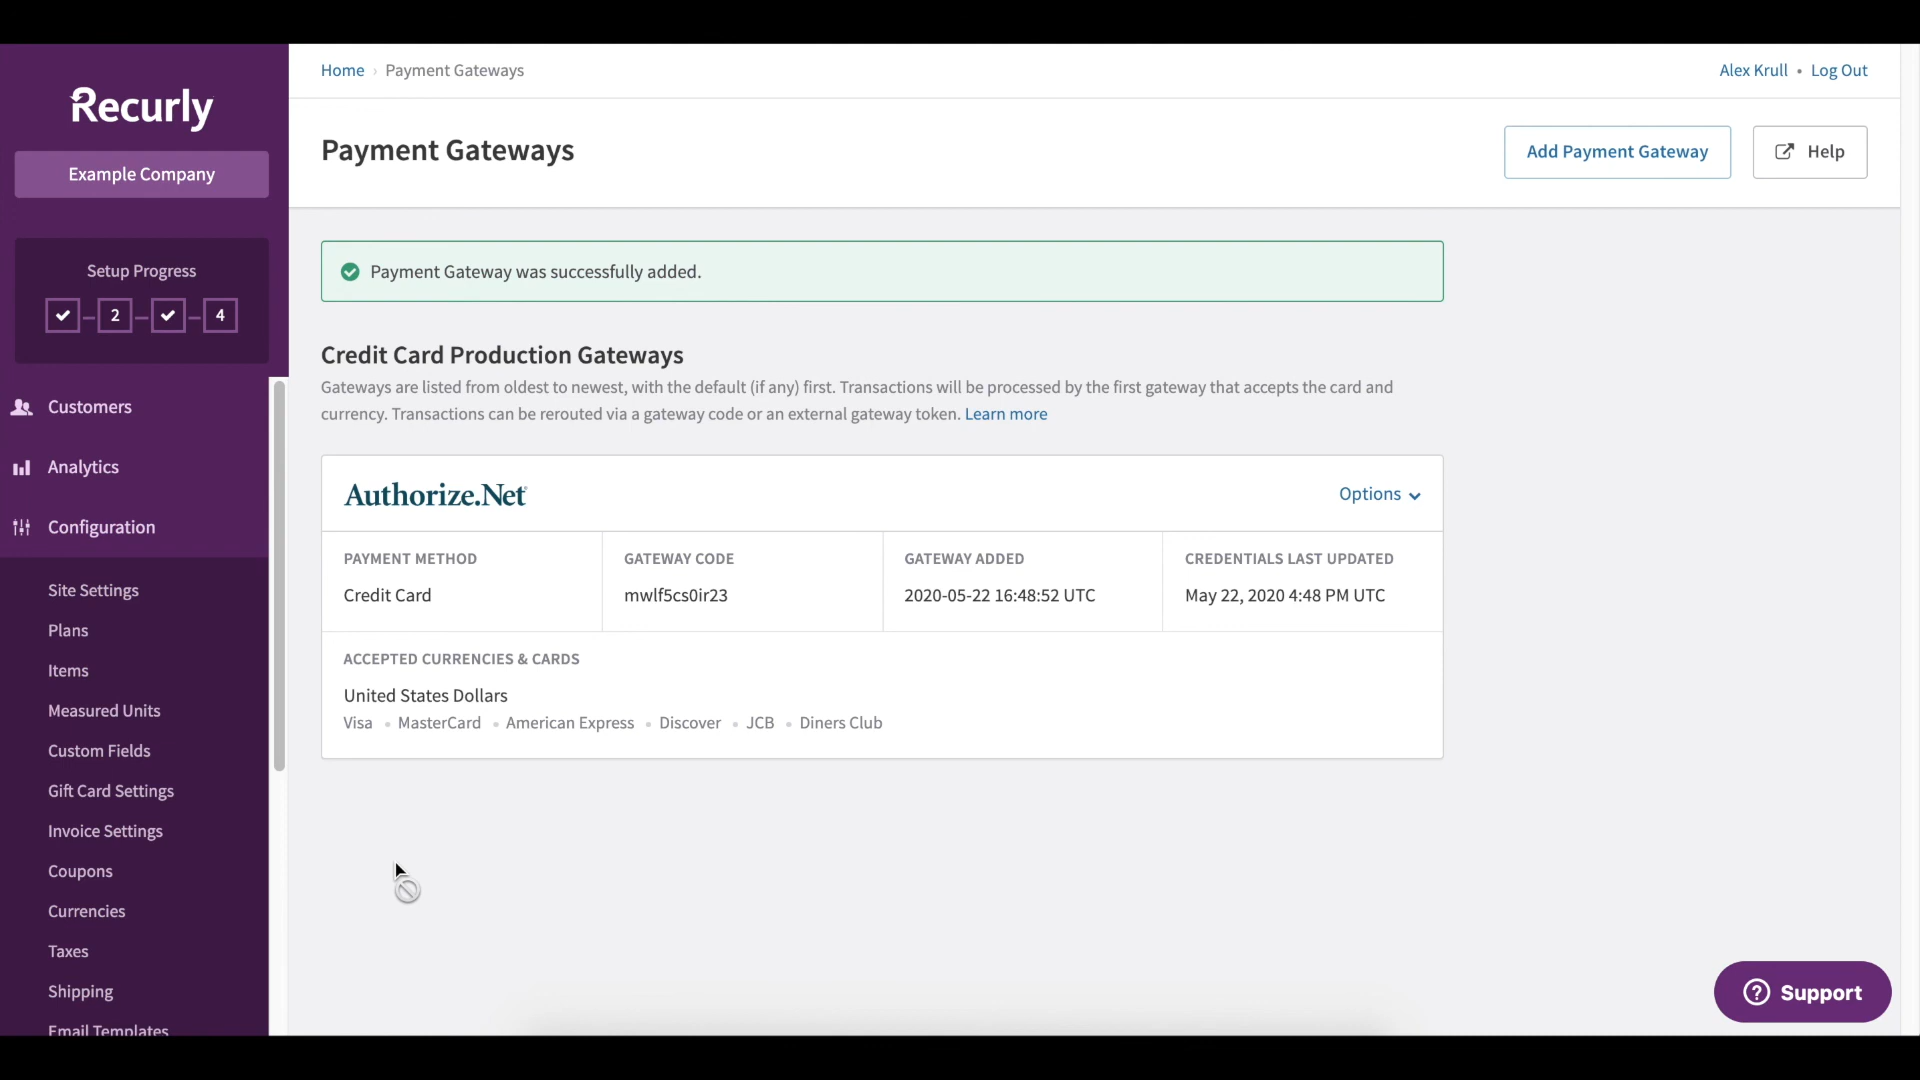 Recurly
Example Company
Setup Progress
2
4
Customers
Analytics
Configuration
Site Settings
Plans
Items
Measured Units
Custom Fields
Gift Card Settings
Invoice Settings
Coupons
Currencies
Taxes
Shipping
Email Templates
Home › Payment Gateways
Alex Krull • Log Out
Payment Gateways
Add Payment Gateway
Help
Payment Gateway was successfully added.
Credit Card Production Gateways
Gateways are listed from oldest to newest, with the default (if any) first. Transactions will be processed by the first gateway that accepts the card and
currency. Transactions can be rerouted via a gateway code or an external gateway token. Learn more
Authorize.Net
Options
PAYMENT METHOD
Credit Card
GATEWAY CODE
mwlf5cs0ir23
GATEWAY ADDED
2020-05-22 16:48:52 UTC
CREDENTIALS LAST UPDATED
May 22, 2020 4:48 PM UTC
ACCEPTED CURRENCIES & CARDS
United States Dollars
Visa • MasterCard • American Express • Discover • JCB • Diners Club
? Support